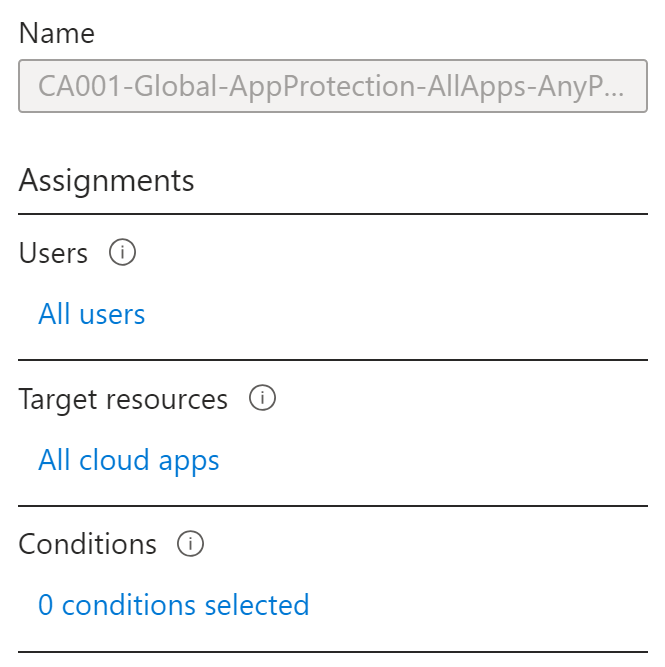 Name
CA001-Global-AppProtection-AllApps-AnyP...
Assignments
Users
All users
Target resources
All cloud apps
Conditions
0 conditions selected